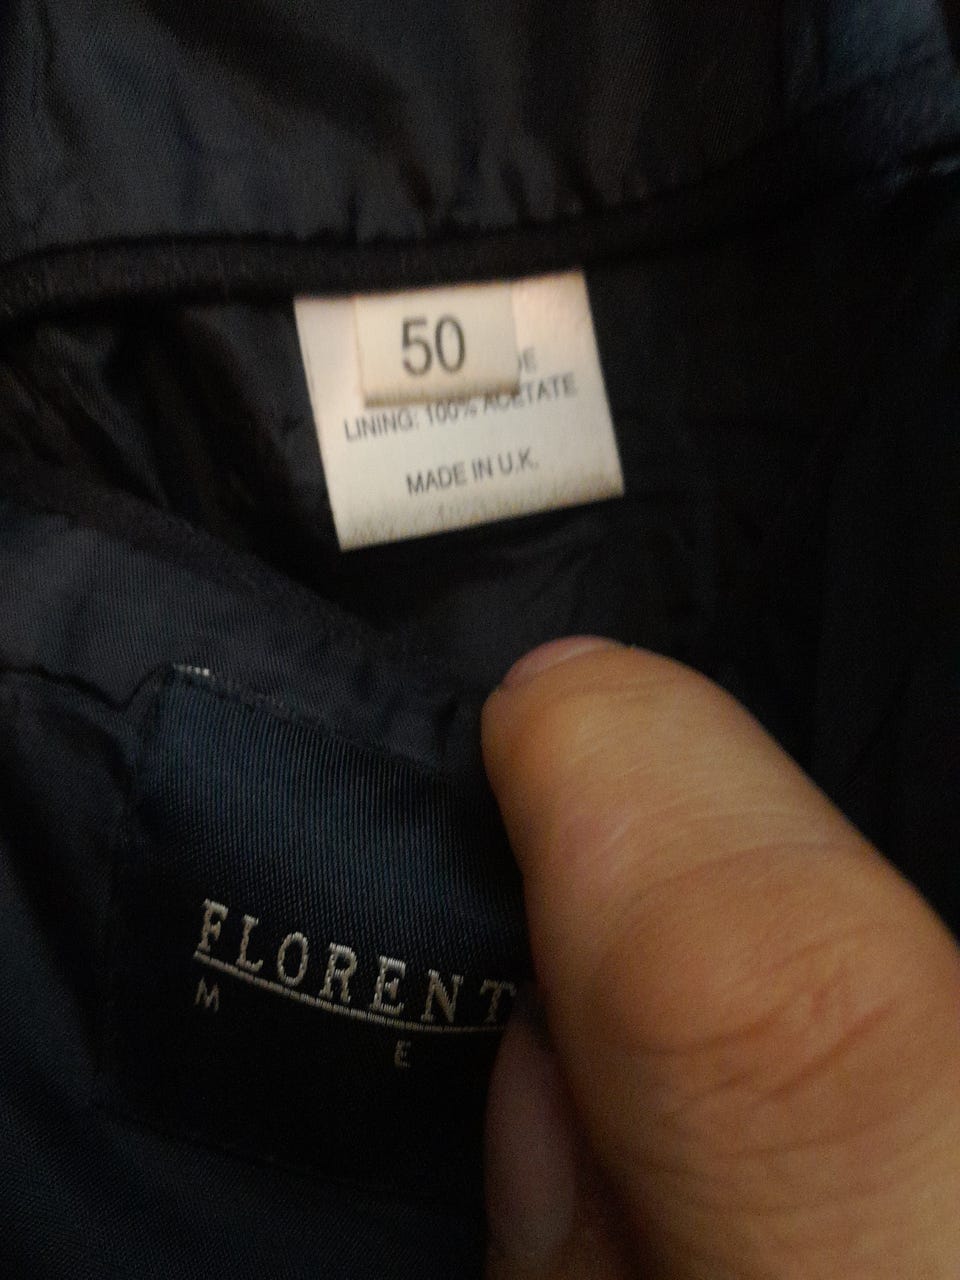 50
LINING: 100% ACETATE
MADE IN U.K.
FLORENT
M E